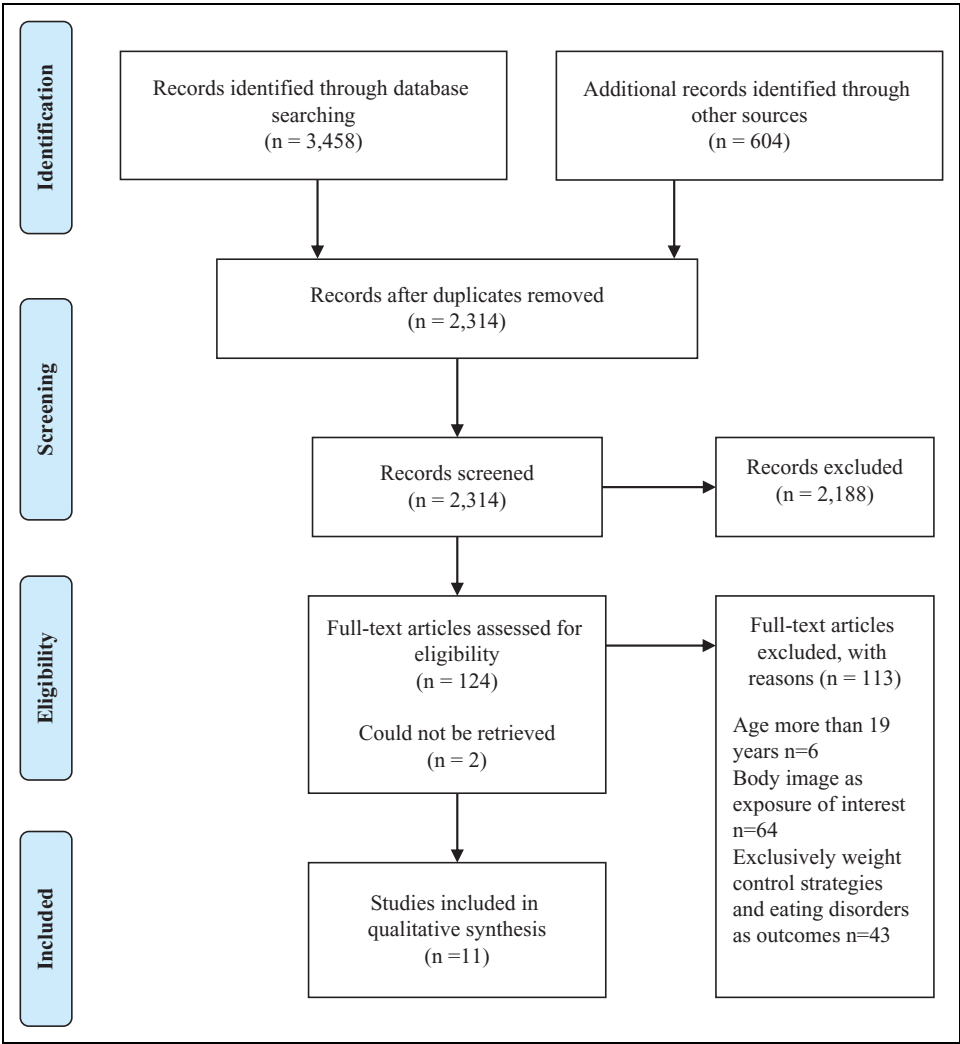 Identification
Records identified through database
searching
(n = 3,458)
Additional records identified through
other sources
(n = 604)
Records after duplicates removed
(n = 2,314)
Screening
Records screened
(n = 2,314)
Records excluded
(n = 2,188)
Eligibility
Full-text articles assessed for
eligibility
(n = 124)
Could not be retrieved
(n = 2)
Full-text articles
excluded, with
reasons (n = 113)
Age more than 19
years n=6
Body image as
exposure of interest
n=64
Exclusively weight
control strategies
and eating disorders
as outcomes n=43
Included
Studies included in
qualitative synthesis
(n =11)